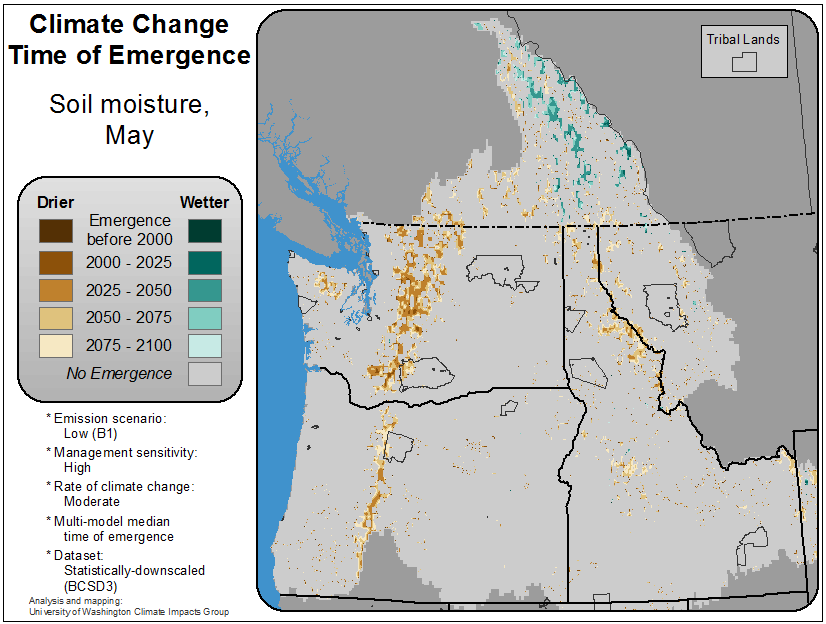 Climate Change
Time of Emergence
Soil moisture,
May
Drier
Wetter
Emergence
before 2000
2000 - 2025
2025 - 2050
2050 - 2075
2075 - 2100
No Emergence
* Emission scenario:
Low (B1)
* Management sensitivity:
High
* Rate of climate change:
Moderate
* Multi-model median
time of emergence
* Dataset:
Statistically-downscaled
(BCSD3)
Analysis and mapping:
University of Washington Climate Impacts Group
Tribal Lands